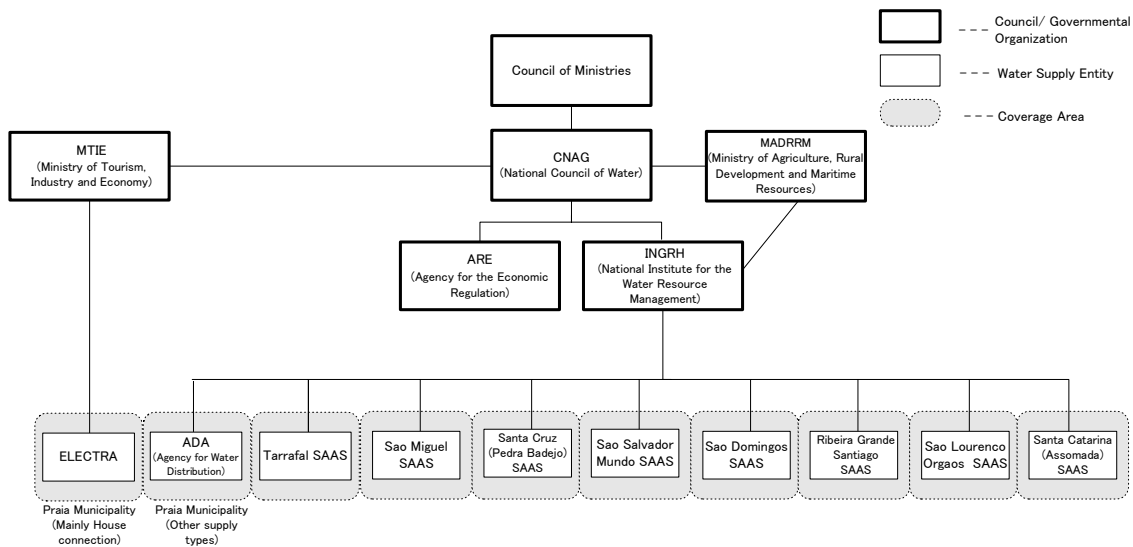 Council/ Governmental
Organization
Water Supply Entity
Coverage Area
Council of Ministries
MTIE
(Ministry of Tourism,
Industry and Economy)
CNAG
(National Council of Water)
MADRRM
(Ministry of Agriculture, Rural
Development and Maritime
Resources)
ARE
(Agency for the Economic
Regulation)
INGRH
(National Institute for the
Water Resource
Management)
ELECTRA
ADA
(Agency for Water
Distribution)
Tarrafal SAAS
Sao Miguel
SAAS
Santa Cruz
(Pedra Badejo)
SAAS
Sao Salvador
Mundo SAAS
Sao Domingos
SAAS
Ribeira Grande
Santiago
SAAS
Sao Lourenco
Orgaos SAAS
Santa Catarina
(Assomada)
SAAS
Praia Municipality
(Mainly House
connection)
Praia Municipality
(Other supply
types)